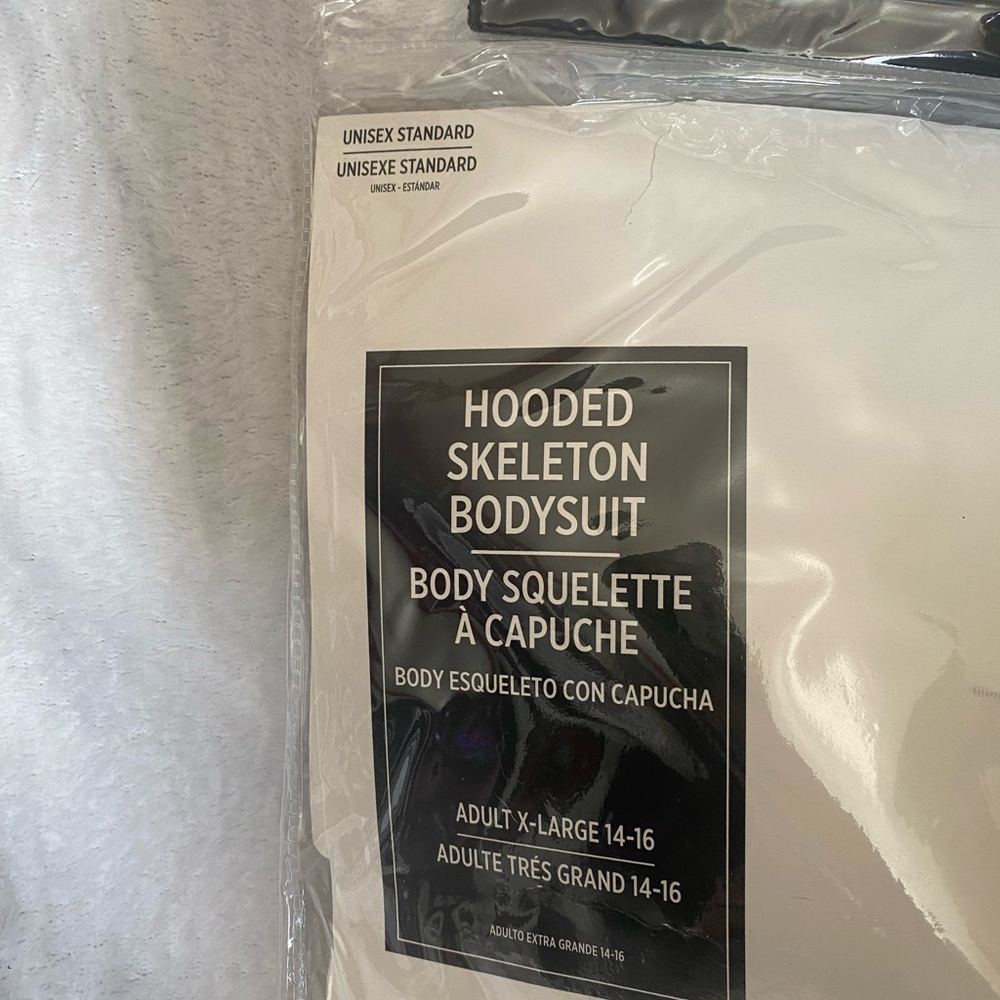 UNISEX STANDARD
UNISEXE STANDARD
UNISEX - ESTÁNDAR
HOODED
SKELETON
BODYSUIT
BODY SQUELETTE
À CAPUCHE
BODY ESQUELETO CON CAPUCHA
ADULT X-LARGE 14-16
ADULTE TRÉS GRAND 14-16
ADULTO EXTRA GRANDE 14-16